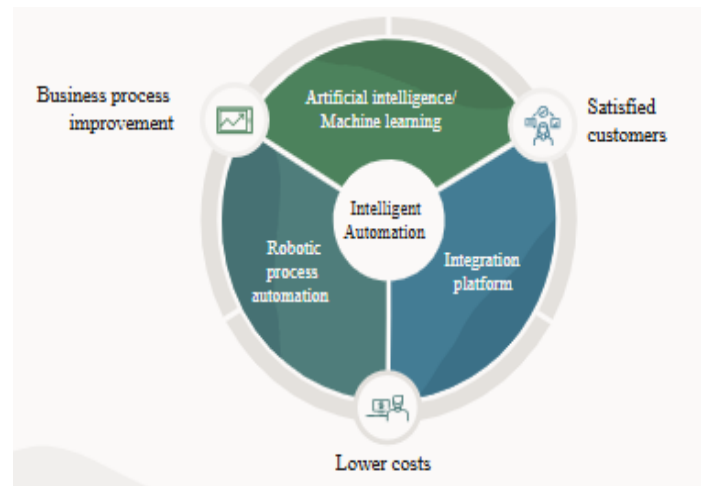 Business process
improvement
Artificial intelligence/
Machine learning
Satisfied
customers
Intelligent
Automation
Robotic
process
automation
Integration
platform
Lower costs